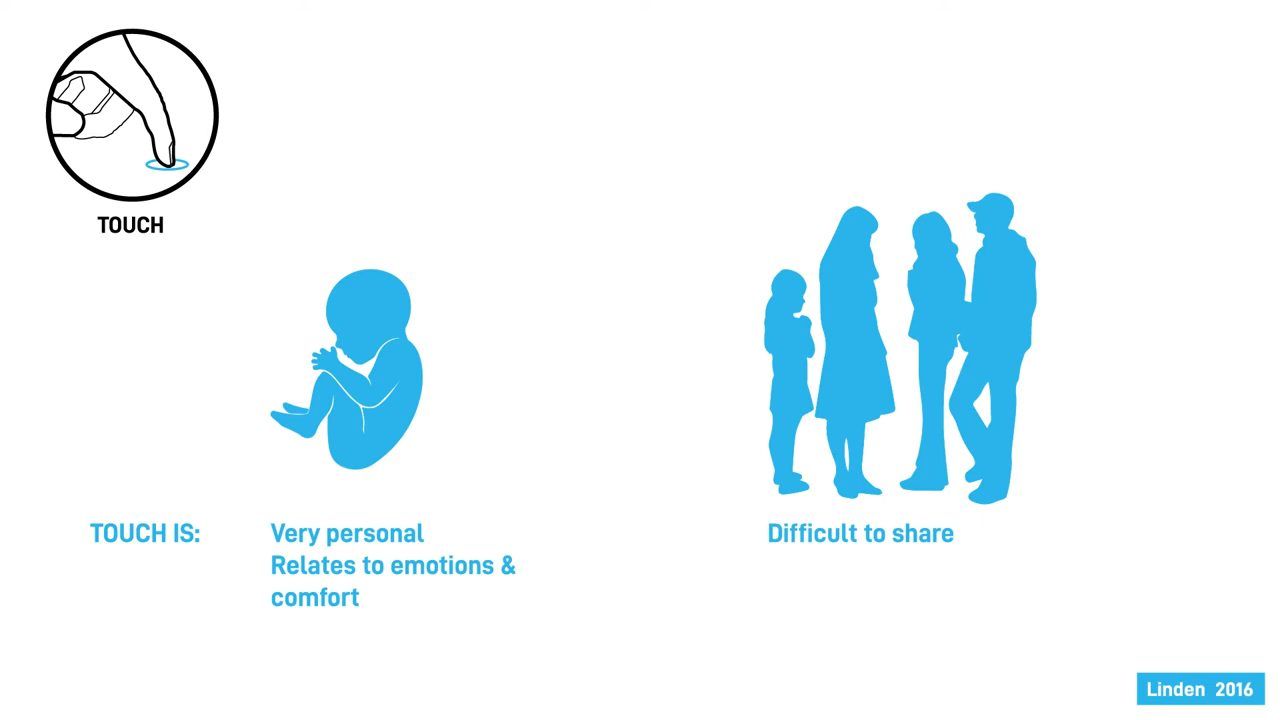 TOUCH
TOUCH IS:
Very personal
Relates to emotions &
comfort
Difficult to share
Linden 2016